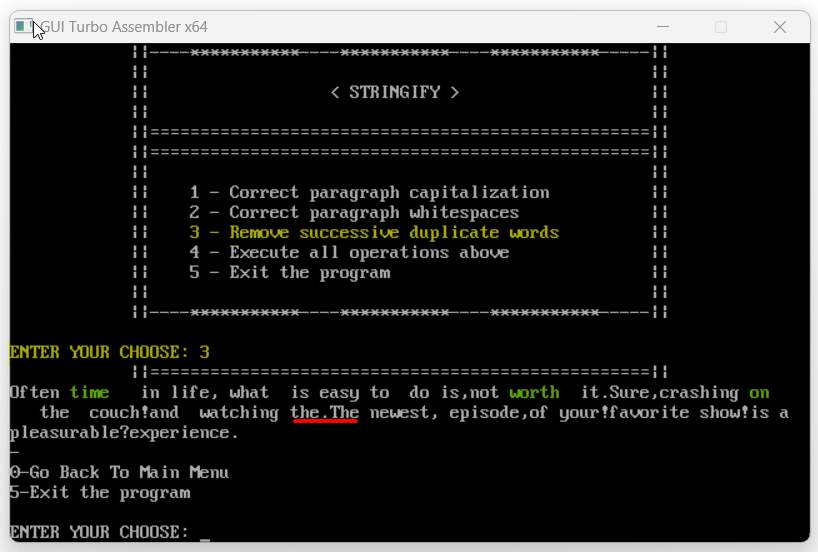 GUI Turbo Assembler x64
||----***********----***********----***********-----||
|| ||
|| < STRINGIFY > ||
|| ||
||==================================================||
||==================================================||
|| ||
|| 1 - Correct paragraph capitalization ||
|| 2 - Correct paragraph whitespaces ||
|| 3 - Remove successive duplicate words ||
|| 4 - Execute all operations above ||
|| 5 - Exit the program ||
|| ||
||----***********----***********----***********-----||
ENTER YOUR CHOOSE: 3
||==================================================||
Often time   in life, what  is easy to  do is,not worth  it.Sure,crashing on
   the  couch!and  watching the.The newest, episode,of your!favorite show!is a
pleasurable?experience.
-
0-Go Back To Main Menu
5-Exit the program
ENTER YOUR CHOOSE: _